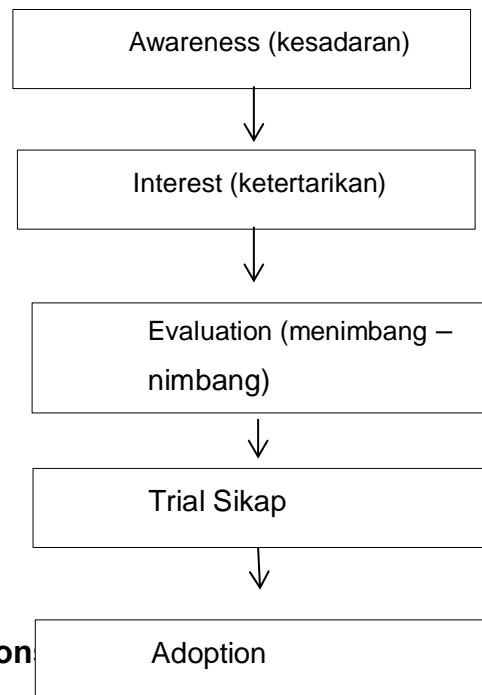 Awareness (kesadaran)
Interest (ketertarikan)
Evaluation (menimbang –
nimbang)
Trial Sikap
Adoption